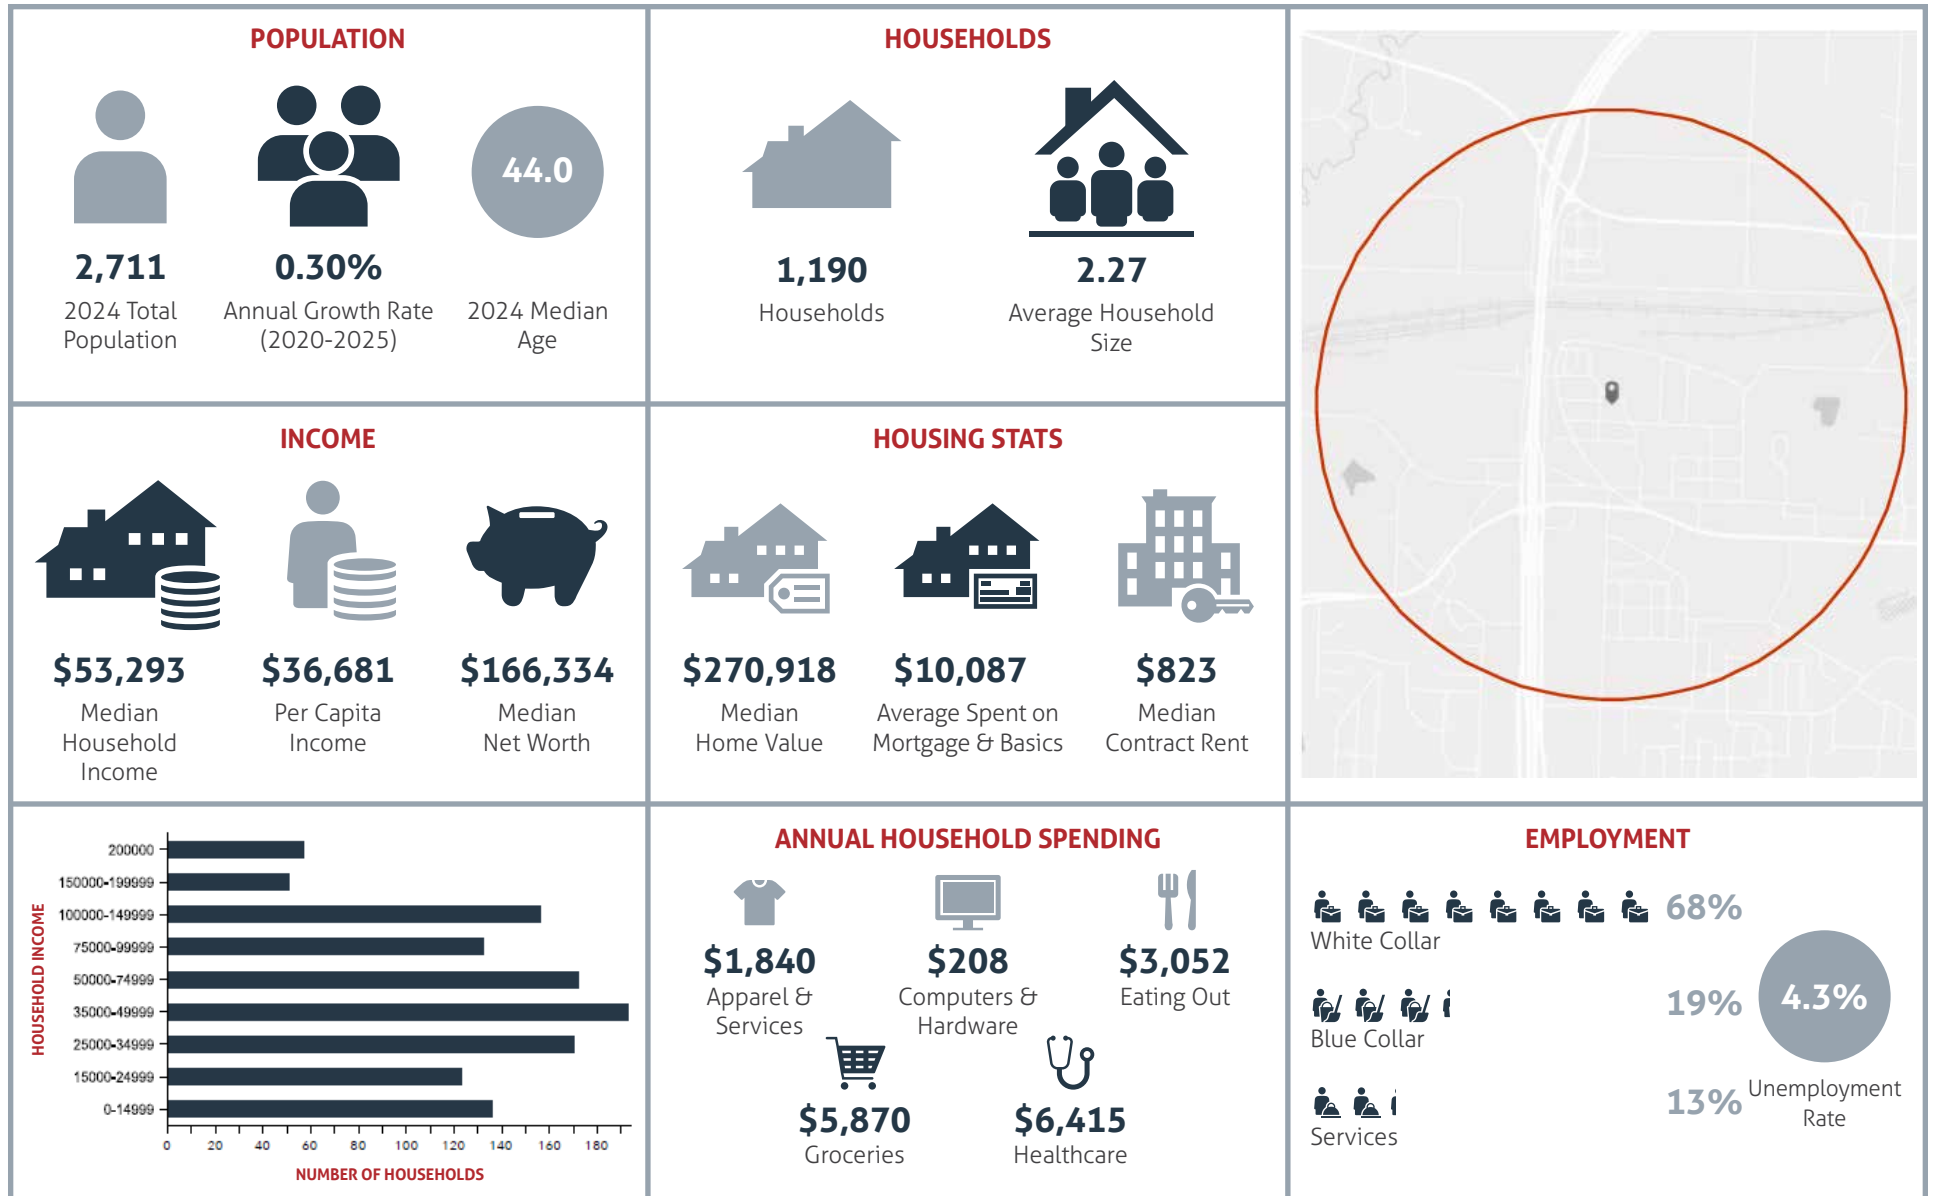 POPULATION
44.0
2,711
2024 Total
Population
0.30%
Annual Growth Rate
(2020-2025)
2024 Median
Age
HOUSEHOLDS
1,190
Households
2.27
Average Household
Size
INCOME
$53,293
Median
Household
Income
$36,681
Per Capita
Income
$166,334
Median
Net Worth
HOUSING STATS
$270,918
Median
Home Value
$10,087
Average Spent on
Mortgage & Basics
$823
Median
Contract Rent
HOUSEHOLD INCOME
200000
150000-199999
100000-149999
75000-99999
50000-74999
35000-49999
25000-34999
15000-24999
0-14999
0 20 40 60 80 100 120 140 160 180
NUMBER OF HOUSEHOLDS
ANNUAL HOUSEHOLD SPENDING
$1,840
Apparel &
Services
$208
Computers &
Hardware
$3,052
Eating Out
$5,870
Groceries
$6,415
Healthcare
EMPLOYMENT
68%
White Collar
19%
Blue Collar
13%
Services
4.3%
Unemployment
Rate